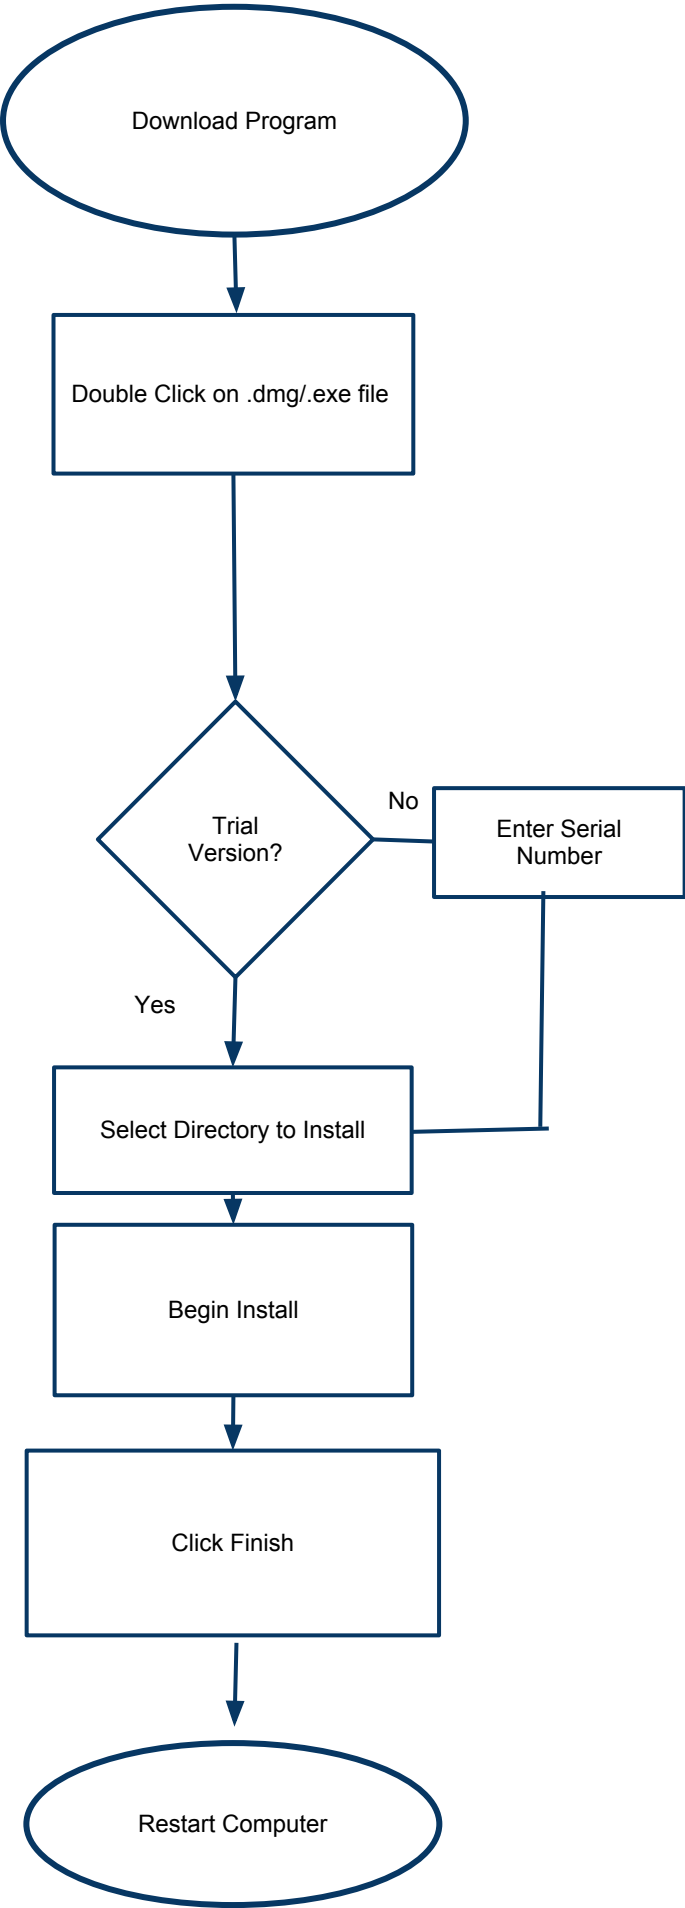 Download Program
Double Click on .dmg/.exe file
Trial
Version?
No
Enter Serial
Number
Yes
Select Directory to Install
Begin Install
Click Finish
Restart Computer